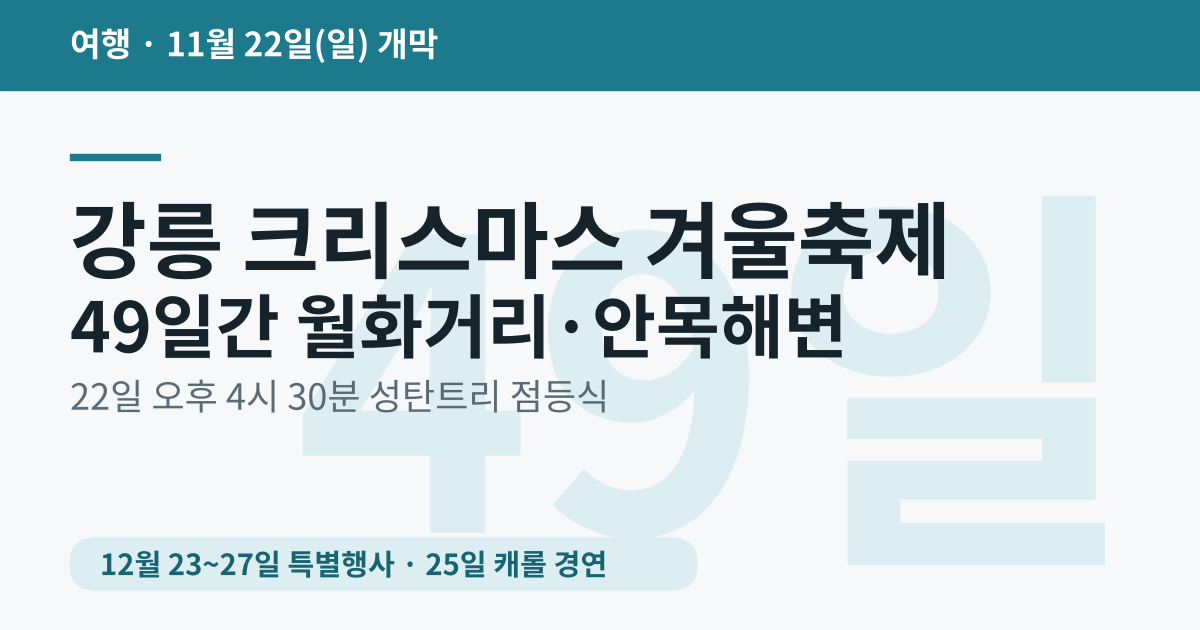 여행 · 11월 22일(일) 개막
강릉 크리스마스 겨울축제
49일간 월화거리·안목해변
22일 오후 4시 30분 성탄트리 점등식
49일
12월 23~27일 특별행사 · 25일 캐롤 경연